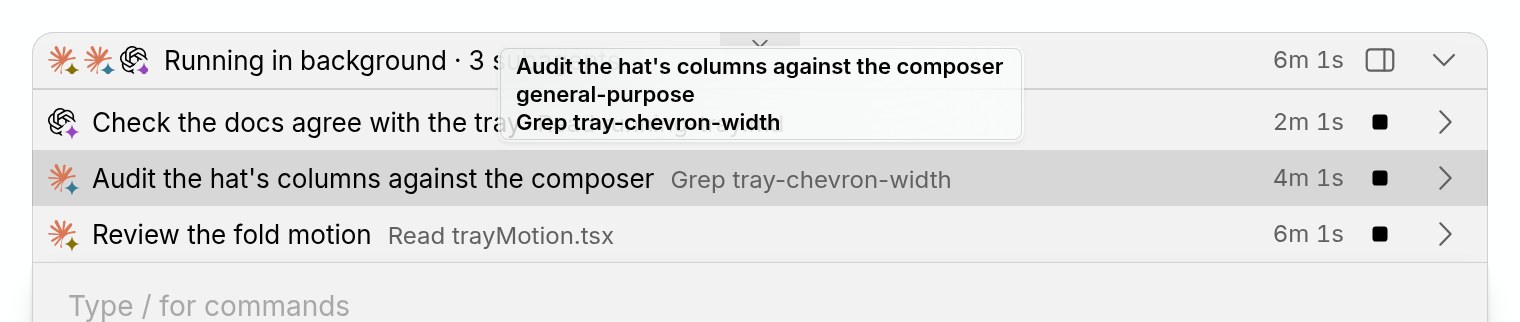 Running in background · 3 subagents
6m 1s
Audit the hat's columns against the composer
general-purpose
Grep tray-chevron-width
Check the docs agree with the tray
2m 1s
Audit the hat's columns against the composer Grep tray-chevron-width
4m 1s
Review the fold motion Read trayMotion.tsx
6m 1s
Type / for commands